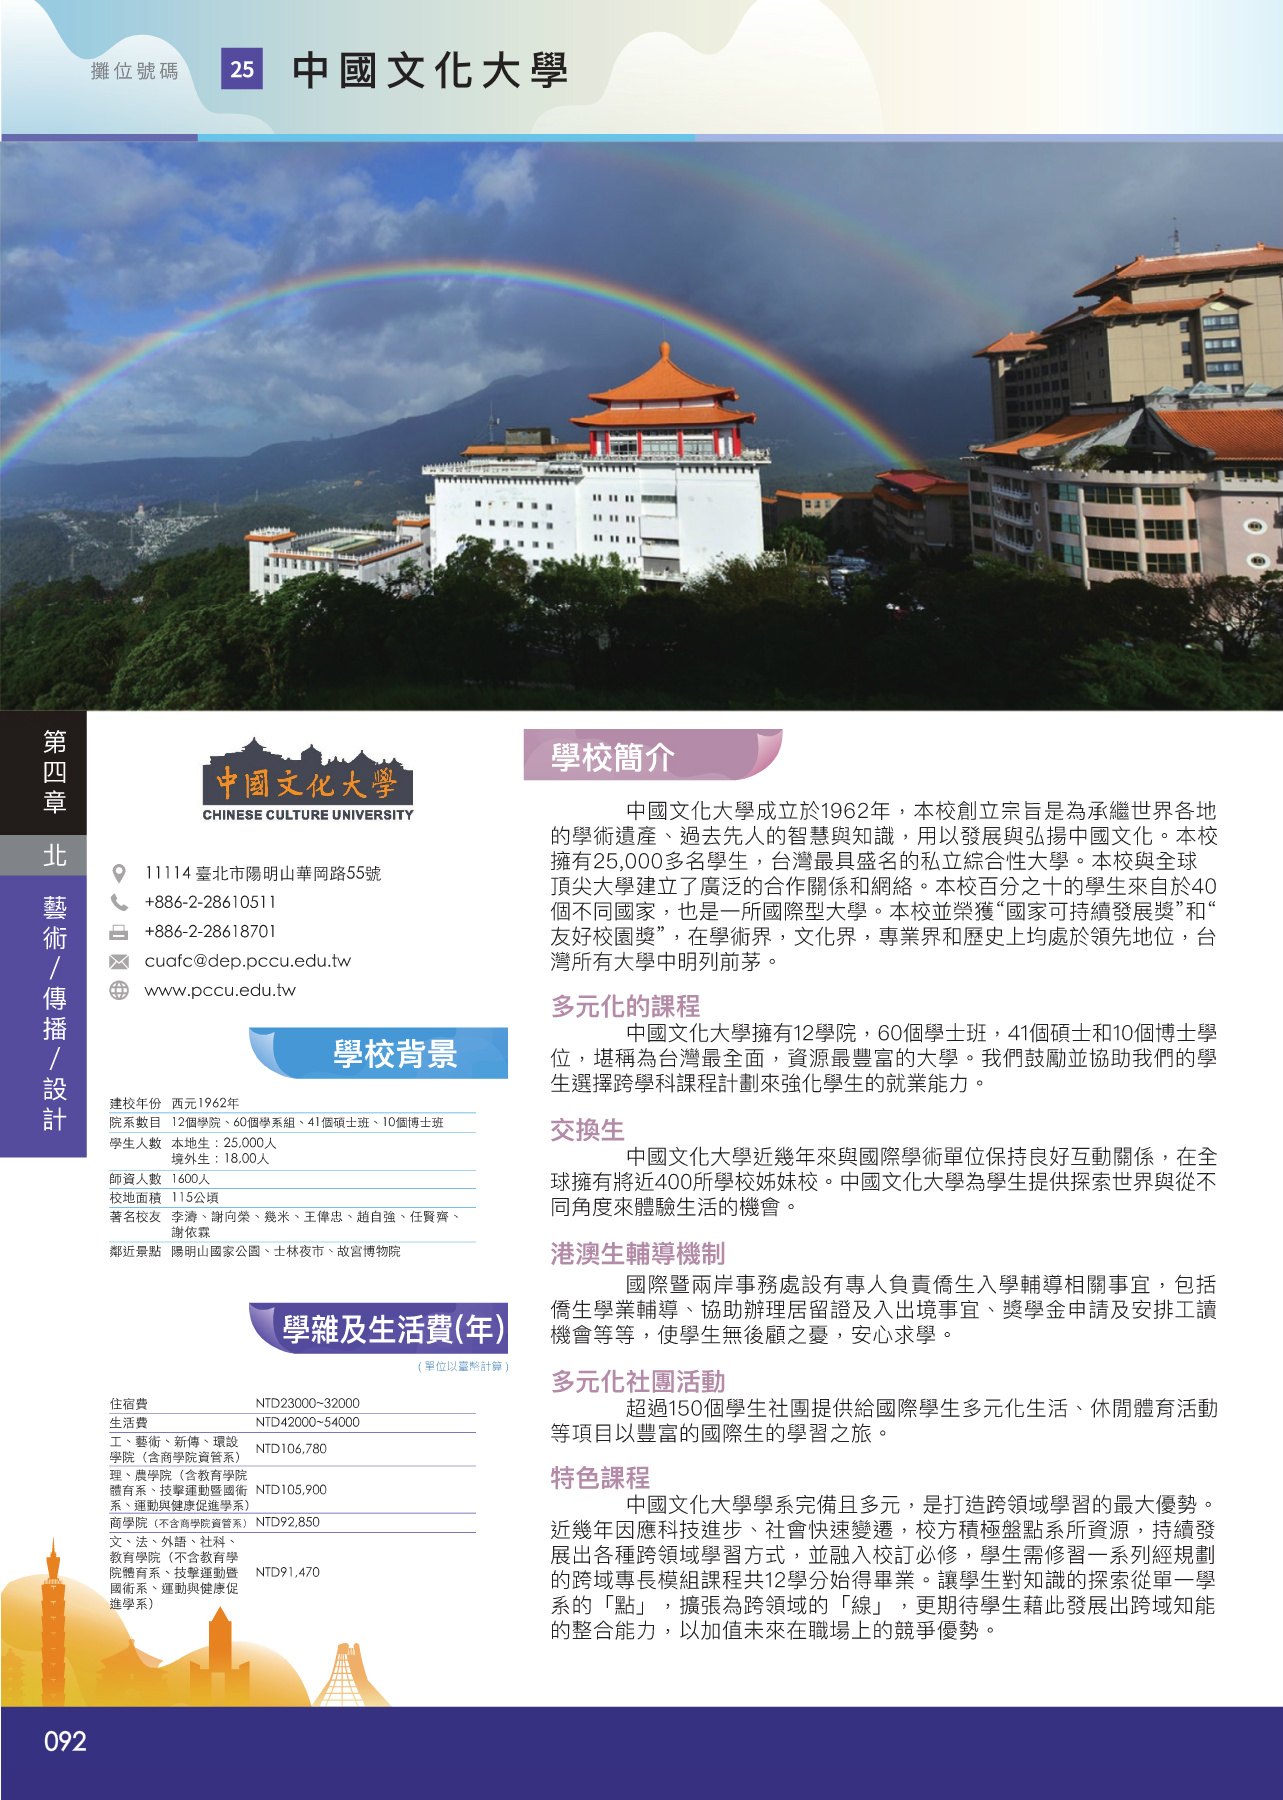 攤位號碼 25 中國文化大學
第四章
北
藝術/傳播/設計
中國文化大學
CHINESE CULTURE UNIVERSITY
11114 臺北市陽明山華岡路55號
+886-2-28610511
+886-2-28618701
cuafc@dep.pccu.edu.tw
www.pccu.edu.tw
學校背景
建校年份 西元1962年
院系數目 12個學院、60個學系組、41個碩士班、10個博士班
學生人數 本地生：25,000人
境外生：18,00人
師資人數 1600人
校地面積 115公頃
著名校友 李濤、謝向榮、幾米、王偉忠、趙自強、任賢齊、
謝依霖
鄰近景點 陽明山國家公園、士林夜市、故宮博物院
學雜及生活費(年)
(單位以臺幣計算)
住宿費 NTD23000~32000
生活費 NTD42000~54000
工、藝術、新傳、環設
學院（含商學院資管系） NTD106,780
理、農學院（含教育學院
體育系、技擊運動暨國術 NTD105,900
系、運動與健康促進學系）
商學院（不含商學院資管系） NTD92,850
文、法、外語、社科、
教育學院（不含教育學
院體育系、技擊運動暨 NTD91,470
國術系、運動與健康促
進學系）
學校簡介
中國文化大學成立於1962年，本校創立宗旨是為承繼世界各地
的學術遺產、過去先人的智慧與知識，用以發展與弘揚中國文化。本校
擁有25,000多名學生，台灣最具盛名的私立綜合性大學。本校與全球
頂尖大學建立了廣泛的合作關係和網絡。本校百分之十的學生來自於40
個不同國家，也是一所國際型大學。本校並榮獲“國家可持續發展獎”和“
友好校園獎”，在學術界，文化界，專業界和歷史上均處於領先地位，台
灣所有大學中明列前茅。
多元化的課程
中國文化大學擁有12學院，60個學士班，41個碩士和10個博士學
位，堪稱為台灣最全面，資源最豐富的大學。我們鼓勵並協助我們的學
生選擇跨學科課程計劃來強化學生的就業能力。
交換生
中國文化大學近幾年來與國際學術單位保持良好互動關係，在全
球擁有將近400所學校姊妹校。中國文化大學為學生提供探索世界與從不
同角度來體驗生活的機會。
港澳生輔導機制
國際暨兩岸事務處設有專人負責僑生入學輔導相關事宜，包括
僑生學業輔導、協助辦理居留證及入出境事宜、獎學金申請及安排工讀
機會等等，使學生無後顧之憂，安心求學。
多元化社團活動
超過150個學生社團提供給國際學生多元化生活、休閒體育活動
等項目以豐富的國際生的學習之旅。
特色課程
中國文化大學學系完備且多元，是打造跨領域學習的最大優勢。
近幾年因應科技進步、社會快速變遷，校方積極盤點系所資源，持續發
展出各種跨領域學習方式，並融入校訂必修，學生需修習一系列經規劃
的跨域專長模組課程共12學分始得畢業。讓學生對知識的探索從單一學
系的「點」，擴張為跨領域的「線」，更期待學生藉此發展出跨域知能
的整合能力，以加值未來在職場上的競爭優勢。
092